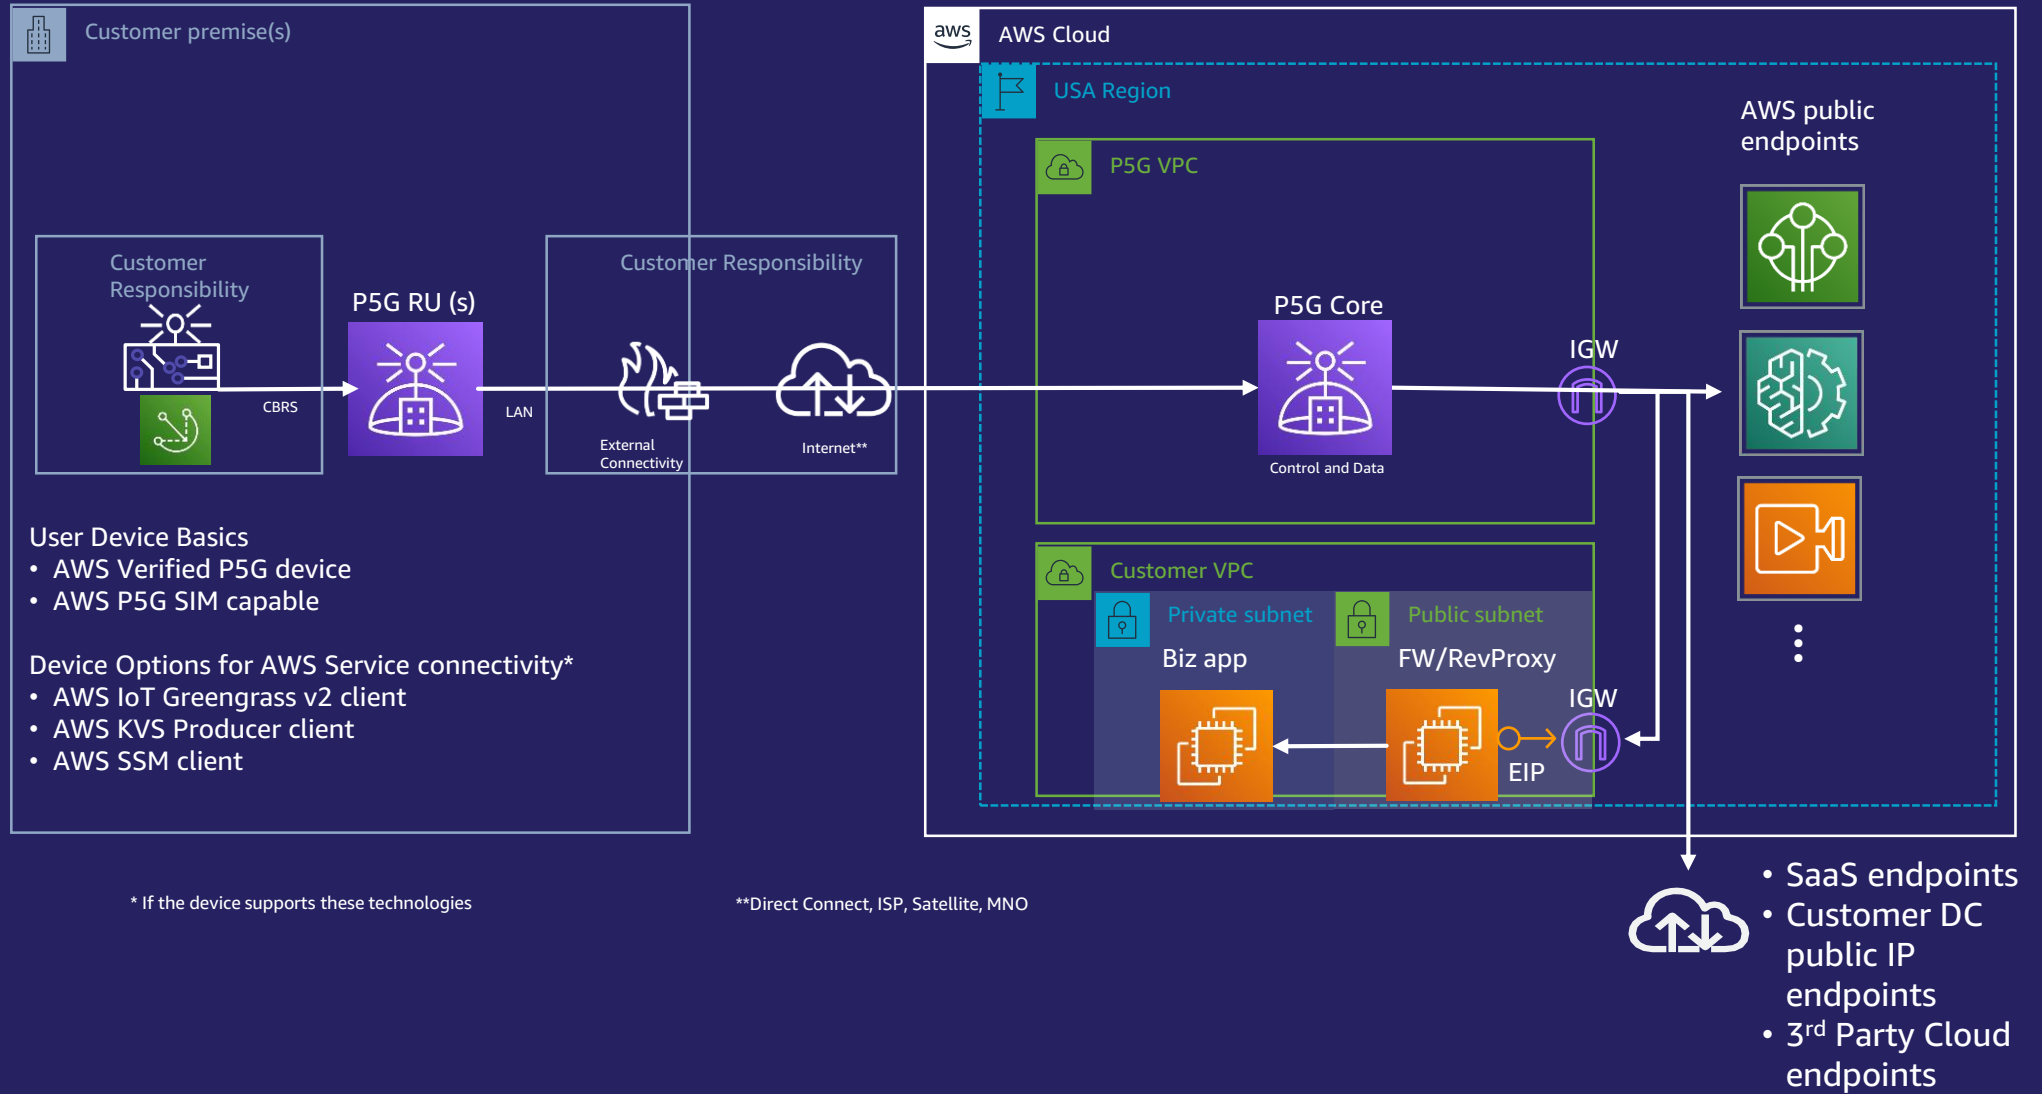 Customer premise(s)
aws
AWS Cloud
USA Region
AWS public
endpoints
P5G VPC
Customer
Responsibility
Customer Responsibility
P5G RU (s)
P5G Core
IGW
CBRS
LAN
External
Connectivity
Internet**
Control and Data
User Device Basics
• AWS Verified P5G device
• AWS P5G SIM capable
Device Options for AWS Service connectivity*
• AWS IoT Greengrass v2 client
• AWS KVS Producer client
• AWS SSM client
Customer VPC
Private subnet
Public subnet
Biz app
FW/RevProxy
IGW
EIP
* If the device supports these technologies
**Direct Connect, ISP, Satellite, MNO
• SaaS endpoints
• Customer DC
public IP
endpoints
• 3rd Party Cloud
endpoints